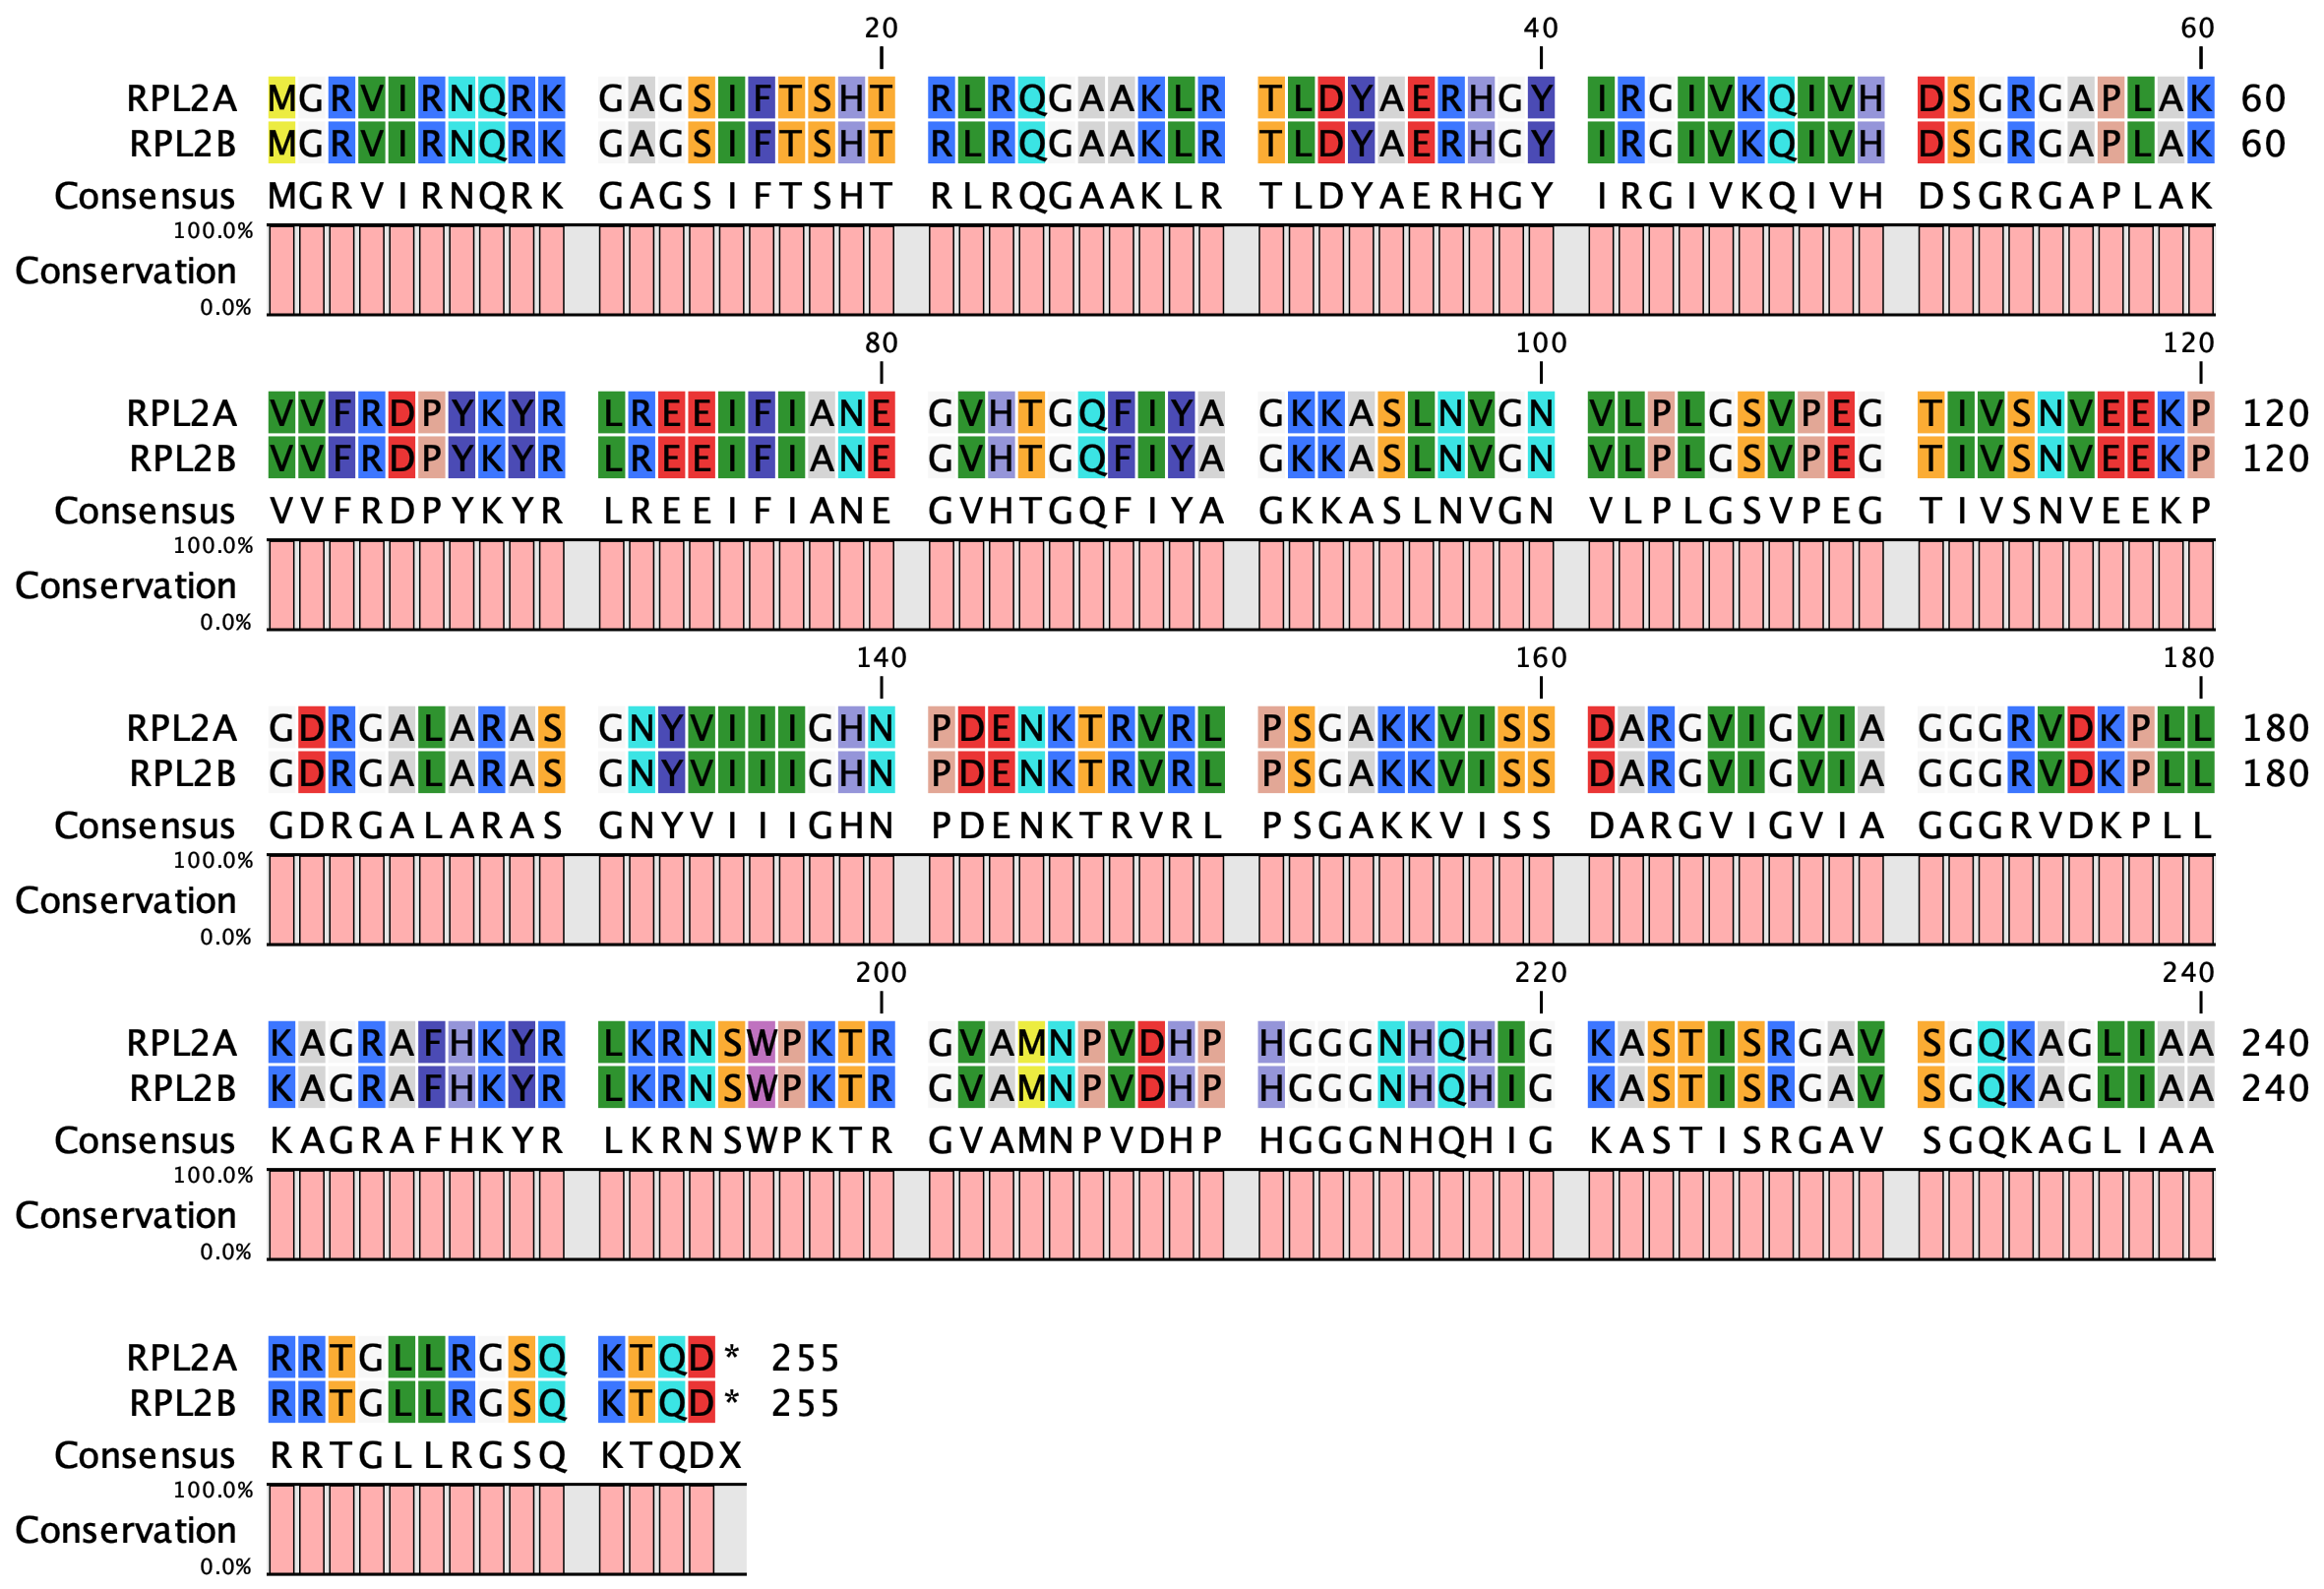 20 40 60
RPL2A MGRVIRNQRK GAGSIFTSHT RLRQGAAKLR TLDYAERHGY IRGIVKQIVH DSGRGAPLAK 60
RPL2B MGRVIRNQRK GAGSIFTSHT RLRQGAAKLR TLDYAERHGY IRGIVKQIVH DSGRGAPLAK 60
Consensus MGRVIRNQRK GAGSIFTSHT RLRQGAAKLR TLDYAERHGY IRGIVKQIVH DSGRGAPLAK
100.0%
Conservation
0.0%
80 100 120
RPL2A VVFRDPYKYR LREEIFIANE GVHTGQFIYA GKKASLNVGN VLPLGSVPEG TIVSNVEEKP 120
RPL2B VVFRDPYKYR LREEIFIANE GVHTGQFIYA GKKASLNVGN VLPLGSVPEG TIVSNVEEKP 120
Consensus VVFRDPYKYR LREEIFIANE GVHTGQFIYA GKKASLNVGN VLPLGSVPEG TIVSNVEEKP
100.0%
Conservation
0.0%
140 160 180
RPL2A GDRGALARAS GNYVIIIGHN PDENKTRVRL PSGAKKVISS DARGVIGVIA GGGRVDKPLL 180
RPL2B GDRGALARAS GNYVIIIGHN PDENKTRVRL PSGAKKVISS DARGVIGVIA GGGRVDKPLL 180
Consensus GDRGALARAS GNYVIIIGHN PDENKTRVRL PSGAKKVISS DARGVIGVIA GGGRVDKPLL
100.0%
Conservation
0.0%
200 220 240
RPL2A KAGRAFHKYR LKRNSWPKTR GVAMNPVDHP HGGGNHQHIG KASTISRGAV SGQKAGLIAA 240
RPL2B KAGRAFHKYR LKRNSWPKTR GVAMNPVDHP HGGGNHQHIG KASTISRGAV SGQKAGLIAA 240
Consensus KAGRAFHKYR LKRNSWPKTR GVAMNPVDHP HGGGNHQHIG KASTISRGAV SGQKAGLIAA
100.0%
Conservation
0.0%
RPL2A RRTGLLRGSQ KTQD* 255
RPL2B RRTGLLRGSQ KTQD* 255
Consensus RRTGLLRGSQ KTQDX
100.0%
Conservation
0.0%